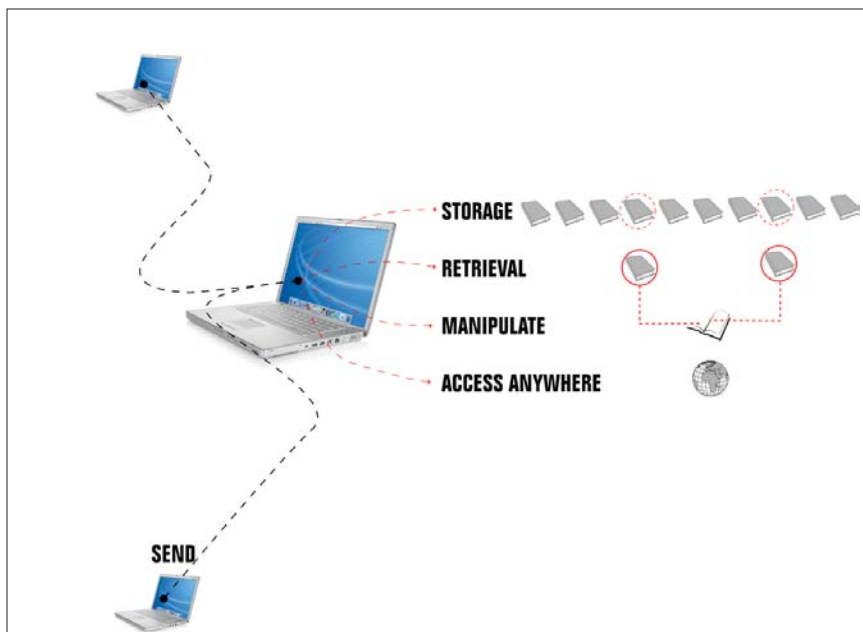 STORAGE
RETRIEVAL
MANIPULATE
ACCESS ANYWHERE
SEND